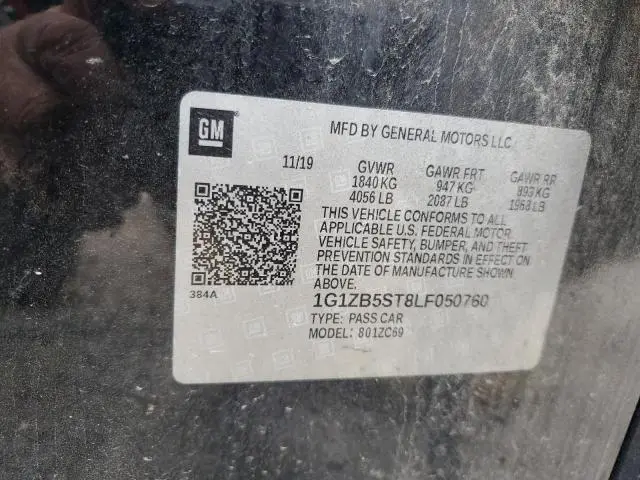 GM
MFD BY GENERAL MOTORS LLC
11/19 GVWR GAWR FRT GAWR RR
1840 KG 947 KG 893 KG
4056 LB 2087 LB 1968 LB
THIS VEHICLE CONFORMS TO ALL
APPLICABLE U.S. FEDERAL MOTOR
VEHICLE SAFETY, BUMPER, AND THEFT
PREVENTION STANDARDS IN EFFECT ON
THE DATE OF MANUFACTURE SHOWN
ABOVE.
384A
1G1ZB5ST8LF050760
TYPE: PASS CAR
MODEL: 801ZC69